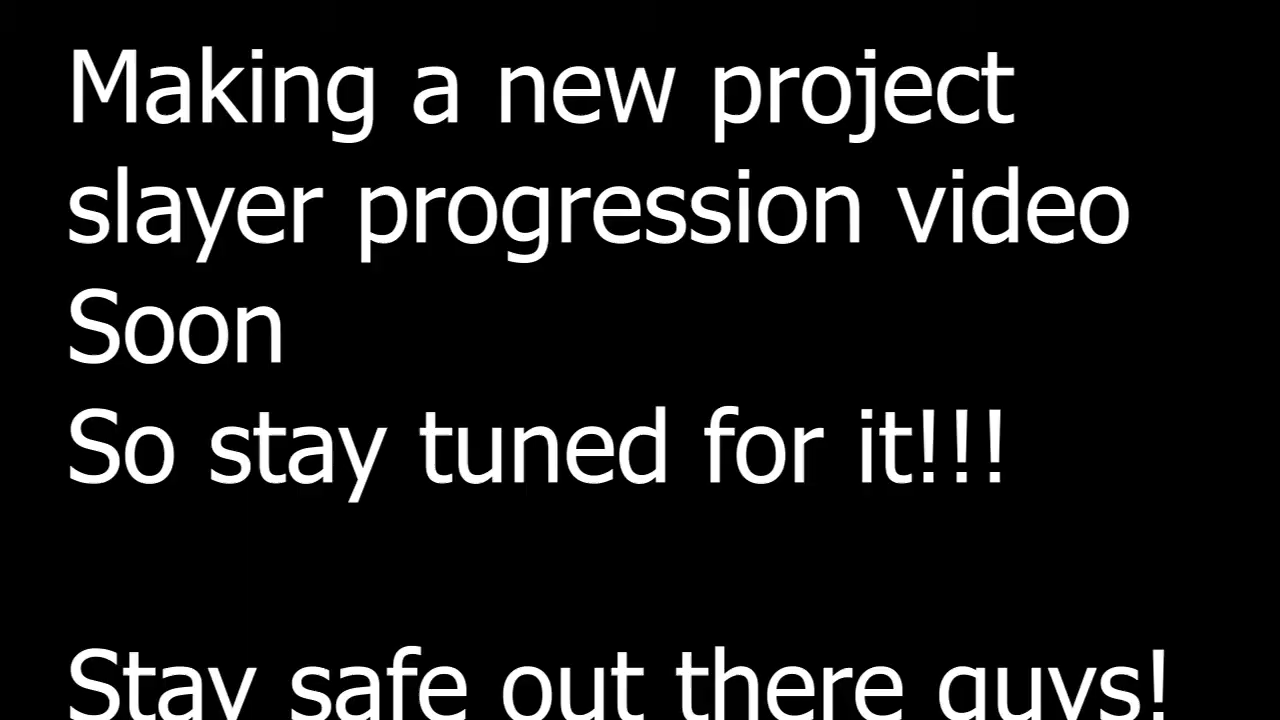 Making a new project
slayer progression video
Soon
So stay tuned for it!!!
Stay safe out there guys!